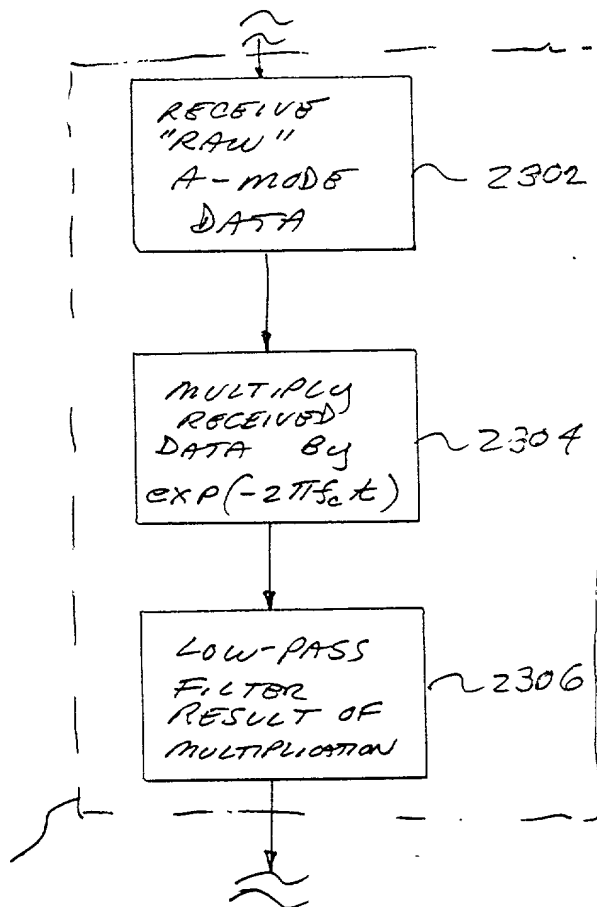 RECEIVE
"RAW"
A-MODE
DATA
2302
MULTIPLY
RECEIVED
DATA BY
exp(-2πfct)
2304
LOW-PASS
FILTER
RESULT OF
MULTIPLICATION
2306